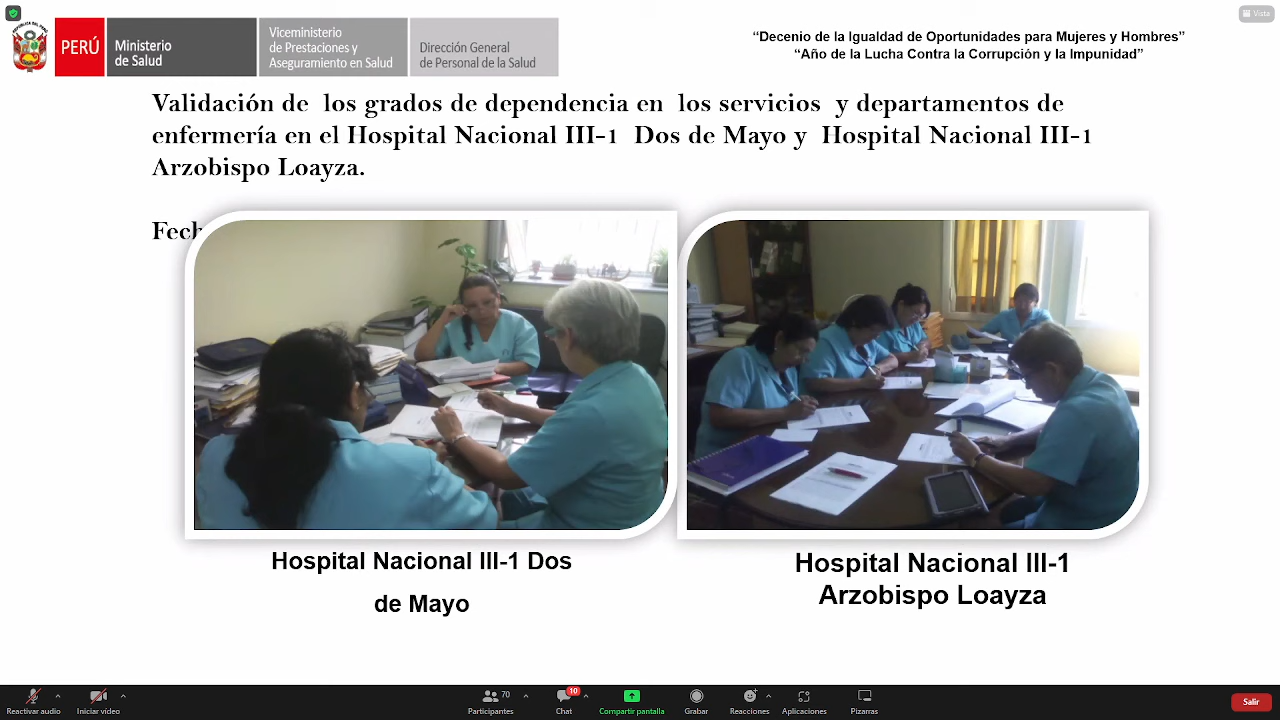 Vista
REPÚBLICA DEL PERÚ
PERÚ
Ministerio
de Salud
Viceministerio
de Prestaciones y
Aseguramiento en Salud
Dirección General
de Personal de la Salud
“Decenio de la Igualdad de Oportunidades para Mujeres y Hombres”
“Año de la Lucha Contra la Corrupción y la Impunidad”
Validación de los grados de dependencia en los servicios y departamentos de
enfermería en el Hospital Nacional III-1 Dos de Mayo y Hospital Nacional III-1
Arzobispo Loayza.
Hospital Nacional III-1 Dos
de Mayo
Hospital Nacional III-1
Arzobispo Loayza
Reactivar audio
Iniciar vídeo
70
Participantes
10
Chat
Compartir pantalla
Grabar
Reacciones
Aplicaciones
Pizarras
Salir